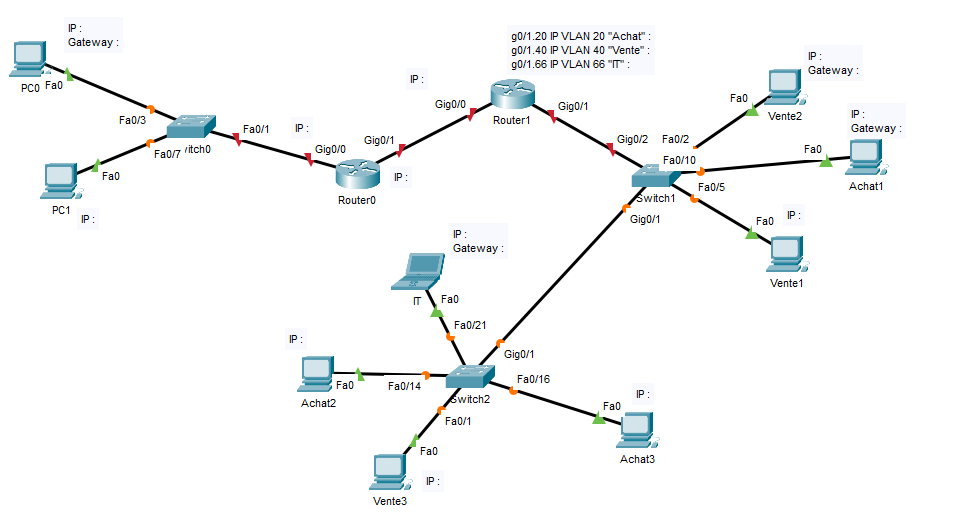 IP :
Gateway :
PC0
Fa0
Fa0/3
itch0
Fa0/7
Fa0
PC1
IP :
Fa0/1
IP :
Gig0/0
Router0
IP :
Gig0/1
IP :
Gig0/0
Router1
g0/1.20 IP VLAN 20 "Achat" :
g0/1.40 IP VLAN 40 "Vente" :
g0/1.66 IP VLAN 66 "IT" :
Gig0/1
Gig0/2
Switch1
Gig0/1
Fa0/2
Fa0/10
Fa0/5
IP :
Gateway :
Fa0
Vente2
IP :
Gateway :
Fa0
Achat1
IP :
Fa0
Vente1
IP :
Gateway :
IT
Fa0
Fa0/21
Gig0/1
Switch2
IP :
Fa0
Achat2
Fa0/14
Fa0/16
IP :
Fa0
Achat3
Fa0/1
Fa0
Vente3
IP :